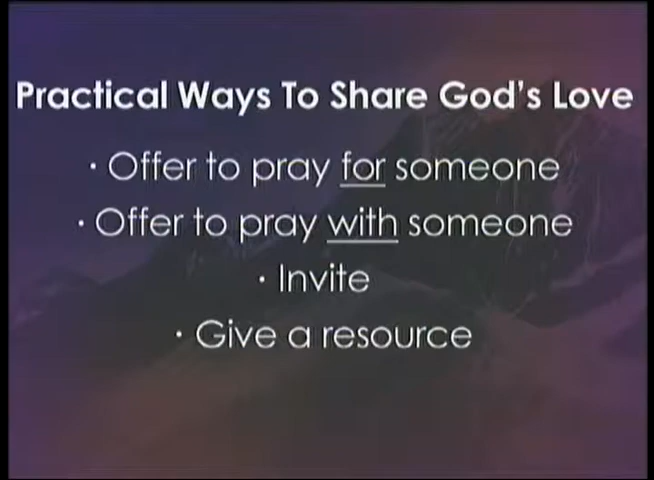 Practical Ways To Share God's Love
· Offer to pray for someone
· Offer to pray with someone
· Invite
· Give a resource